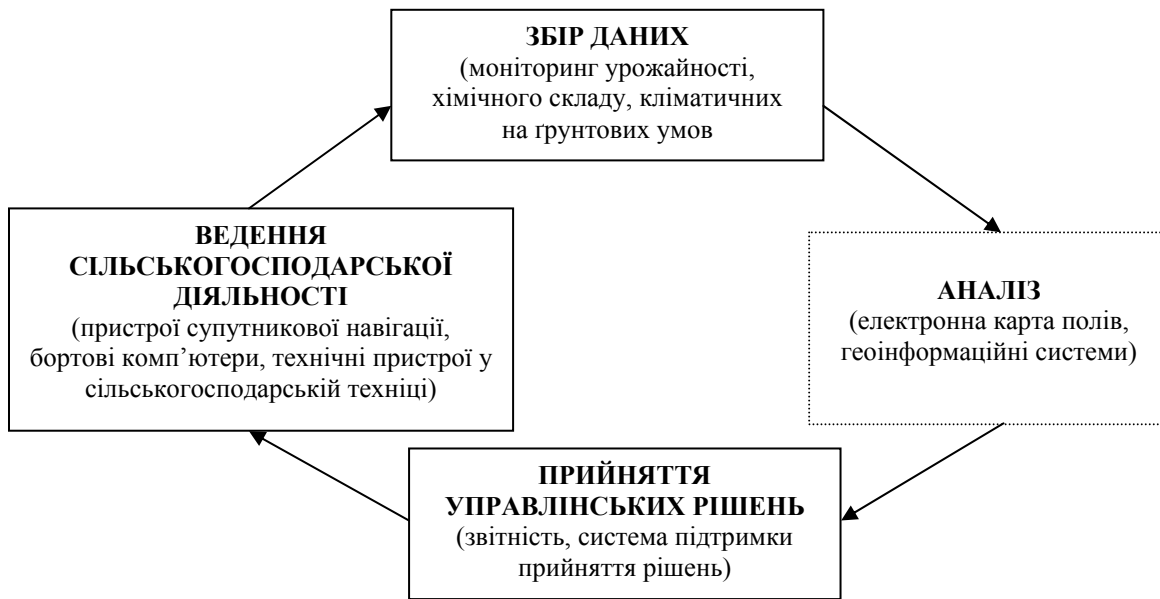 ЗБІР ДАНИХ
(моніторинг урожайності,
хімічного складу, кліматичних
на ґрунтових умов
ВЕДЕННЯ
СІЛЬСЬКОГОСПОДАРСЬКОЇ
ДІЯЛЬНОСТІ
(пристрої супутникової навігації,
бортові комп’ютери, технічні пристрої у
сільськогосподарській техніці)
АНАЛІЗ
(електронна карта полів,
геоінформаційні системи)
ПРИЙНЯТТЯ
УПРАВЛІНСЬКИХ РІШЕНЬ
(звітність, система підтримки
прийняття рішень)